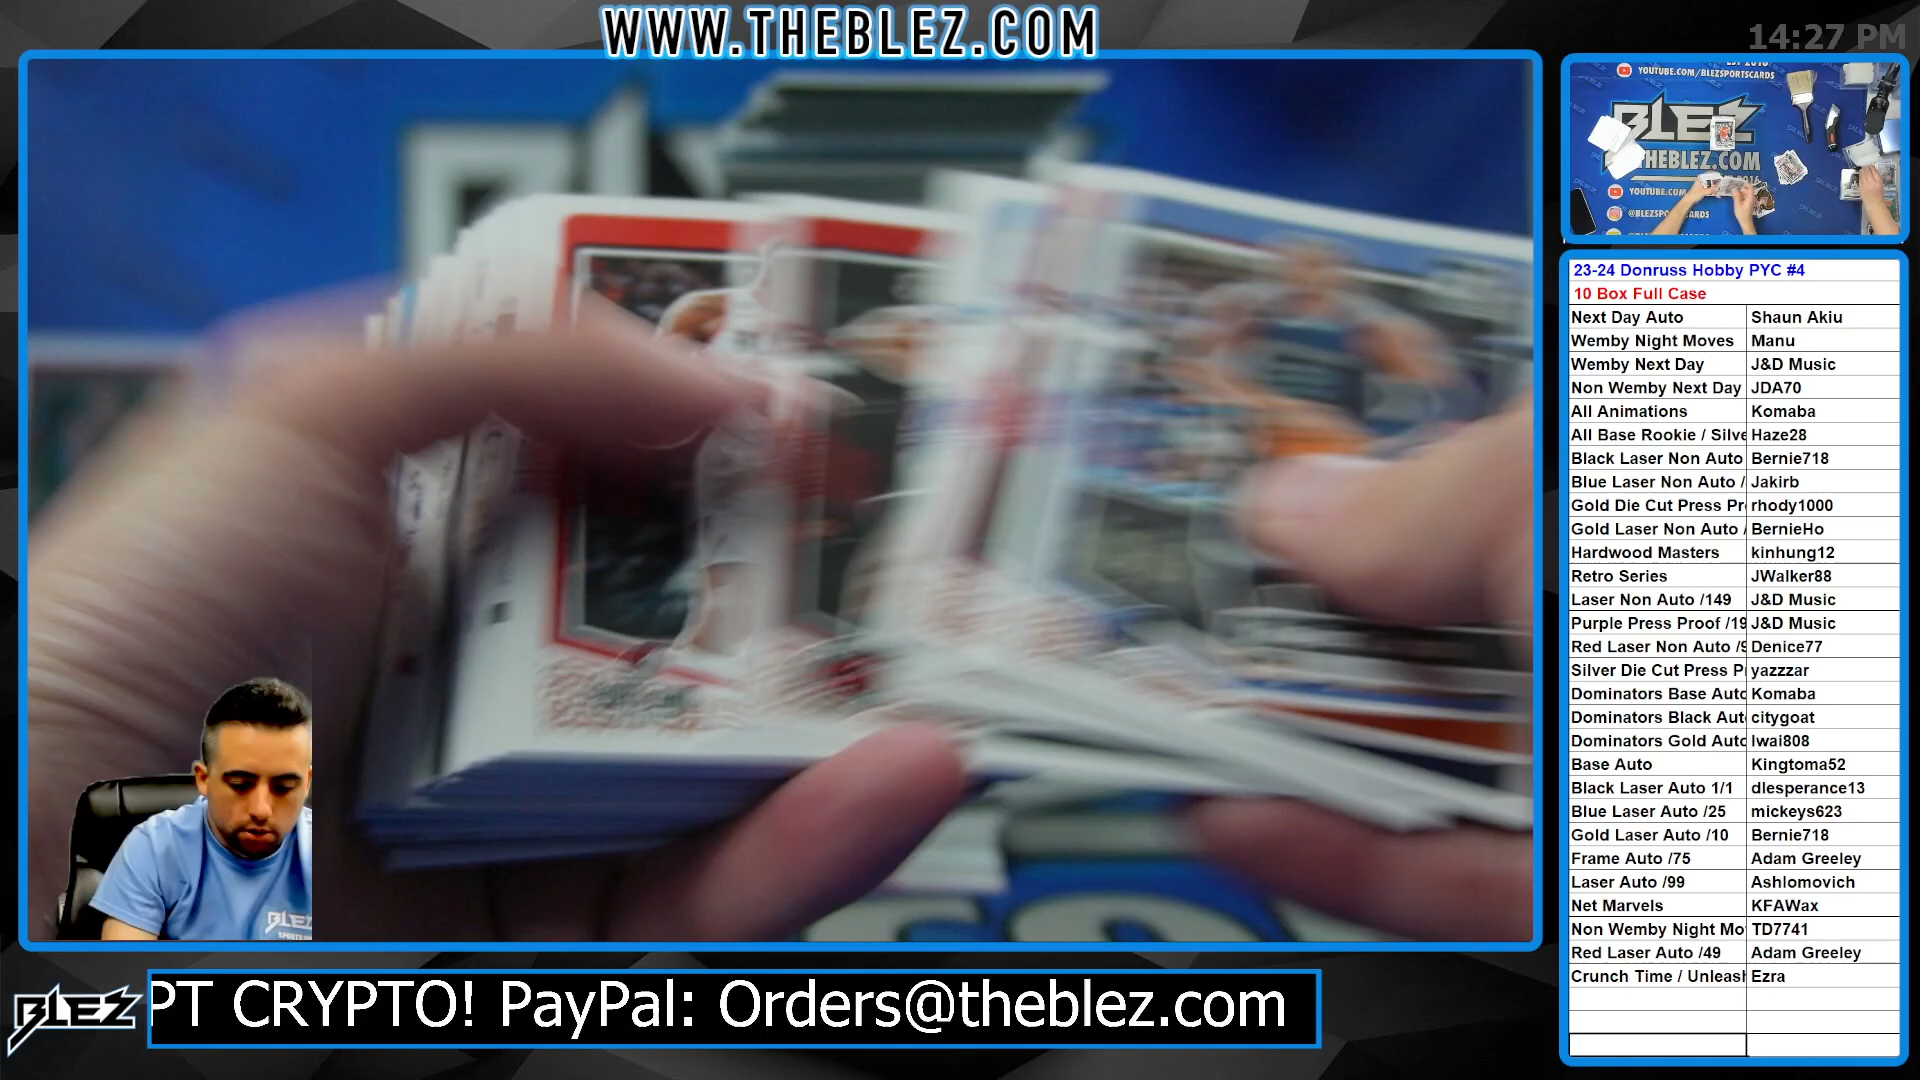 WWW.THEBLEZ.COM
14:27 PM
YOUTUBE.COM/BLEZSPORTSCARDS
BLEZ
THEBLEZ.COM
YOUTUBE.COM
23-24 Donruss Hobby PYC #4
10 Box Full Case
Next Day Auto Shaun Akiu
Wemby Night Moves Manu
Wemby Next Day J&D Music
Non Wemby Next Day JDA70
All Animations Komaba
All Base Rookie / Silve Haze28
Black Laser Non Auto Bernie718
Blue Laser Non Auto / Jakirb
Gold Die Cut Press Pr rhody1000
Gold Laser Non Auto / BernieHo
Hardwood Masters kinhung12
Retro Series JWalker88
Laser Non Auto /149 J&D Music
Purple Press Proof /19 J&D Music
Red Laser Non Auto /9 Denice77
Silver Die Cut Press P yazzzar
Dominators Base Auto Komaba
Dominators Black Aut citygoat
Dominators Gold Auto lwai808
Base Auto Kingtoma52
Black Laser Auto 1/1 dlesperance13
Blue Laser Auto /25 mickeys623
Gold Laser Auto /10 Bernie718
Frame Auto /75 Adam Greeley
Laser Auto /99 Ashlomovich
Net Marvels KFAWax
Non Wemby Night Mo TD7741
Red Laser Auto /49 Adam Greeley
Crunch Time / Unleash Ezra
BLEZ
BLEZ
PT CRYPTO! PayPal: Orders@theblez.com